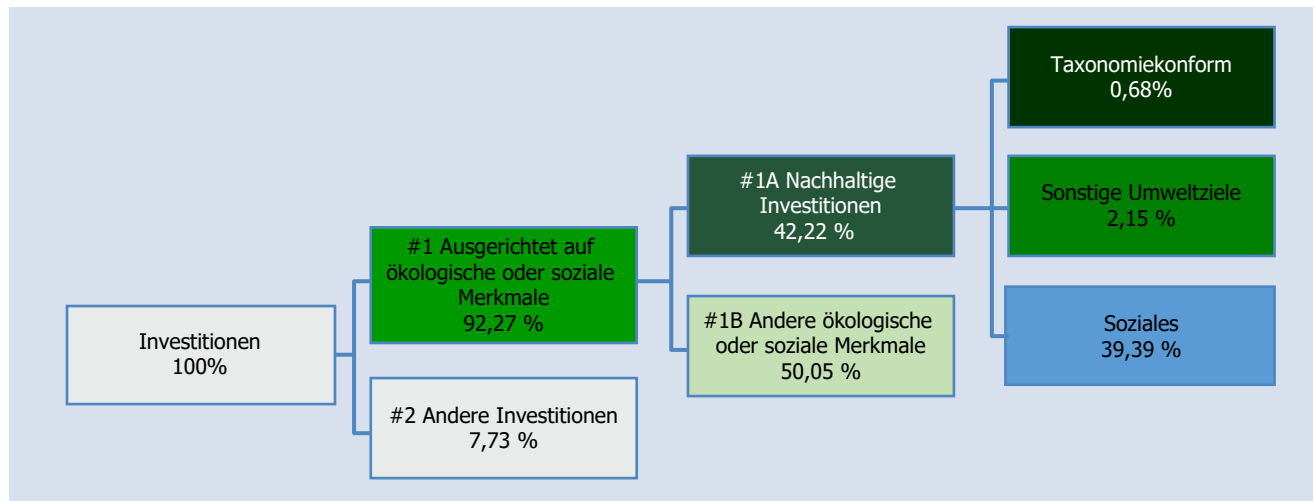 Investitionen
100%
#1 Ausgerichtet auf
ökologische oder soziale
Merkmale
92,27 %
#2 Andere Investitionen
7,73 %
#1A Nachhaltige
Investitionen
42,22 %
#1B Andere ökologische
oder soziale Merkmale
50,05 %
Taxonomiekonform
0,68%
Sonstige Umweltziele
2,15 %
Soziales
39,39 %